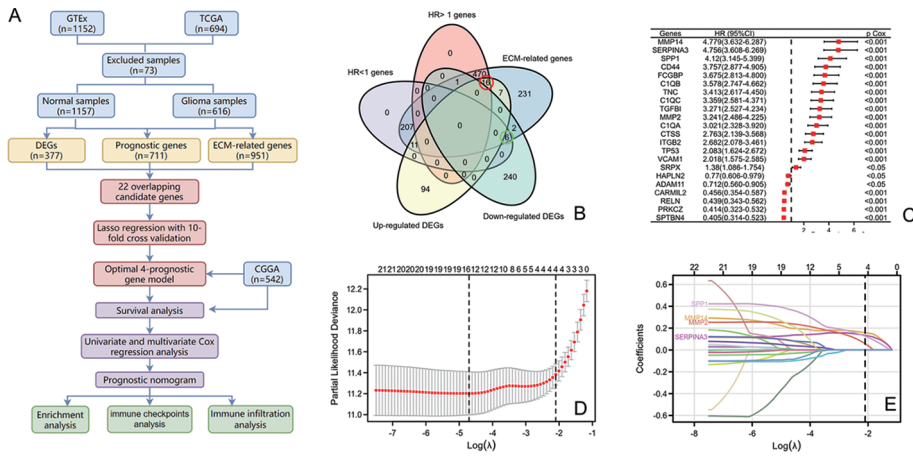 A
GTEx
(n=1152)
TCGA
(n=694)
Excluded samples
(n=73)
Normal samples
(n=1157)
Glioma samples
(n=616)
DEGs
(n=377)
Prognostic genes
(n=711)
ECM-related genes
(n=951)
22 overlapping
candidate genes
Lasso regression with 10-
fold cross validation
Optimal 4-prognostic
gene model
CGGA
(n=542)
Survival analysis
Univariate and multivariate Cox
regression analysis
Prognostic nomogram
Enrichment
analysis
immune checkpoints
analysis
Immune infiltration
analysis
HR> 1 genes
ECM-related genes
HR<1 genes
Up-regulated DEGs
Down-regulated DEGs
0
470
1
7
231
0
207
11
2
6
94
240
B
Genes HR (95%CI) p Cox
MMP14 4.779(3.632-6.287) <0.001
SERPINA3 4.756(3.608-6.269) <0.001
SPP1 4.12(3.145-5.399) <0.001
CD44 3.757(2.877-4.905) <0.001
FCGBP 3.675(2.813-4.800) <0.001
C1QB 3.578(2.747-4.662) <0.001
TNC 3.413(2.617-4.450) <0.001
C1QC 3.359(2.581-4.371) <0.001
TGFBI 3.271(2.527-4.234) <0.001
MMP2 3.241(2.486-4.225) <0.001
C1QA 3.021(2.328-3.920) <0.001
CTSS 2.763(2.139-3.568) <0.001
ITGB2 2.682(2.078-3.461) <0.001
TP53 2.083(1.624-2.672) <0.001
VCAM1 2.018(1.575-2.585) <0.001
SRPX 1.38(1.086-1.754) <0.05
HAPLN2 0.77(0.606-0.979) <0.05
ADAM11 0.712(0.560-0.905) <0.05
CARMIL2 0.456(0.354-0.587) <0.001
RELN 0.439(0.343-0.562) <0.001
PRKCZ 0.414(0.323-0.532) <0.001
SPTBN4 0.405(0.314-0.523) <0.001
2 4 6
C
21 21 20 20 19 19 19 16 12 12 10 8 6 5 4 4 3 3 0
Partial Likelihood Deviance
12.2
12.0
11.8
11.6
11.4
11.2
11.0
-7 -6 -5 -4 -3 -2 -1
Log(λ)
D
22 21 19 18 12 5 4 0
Coefficients
0.6
0.4
0.2
0.0
-0.2
-0.4
-0.6
SPP1
MMP14
MMP2
SERPINA3
-9 -8 -7 -6 -5 -4 -3 -2 -1
Log(λ)
E